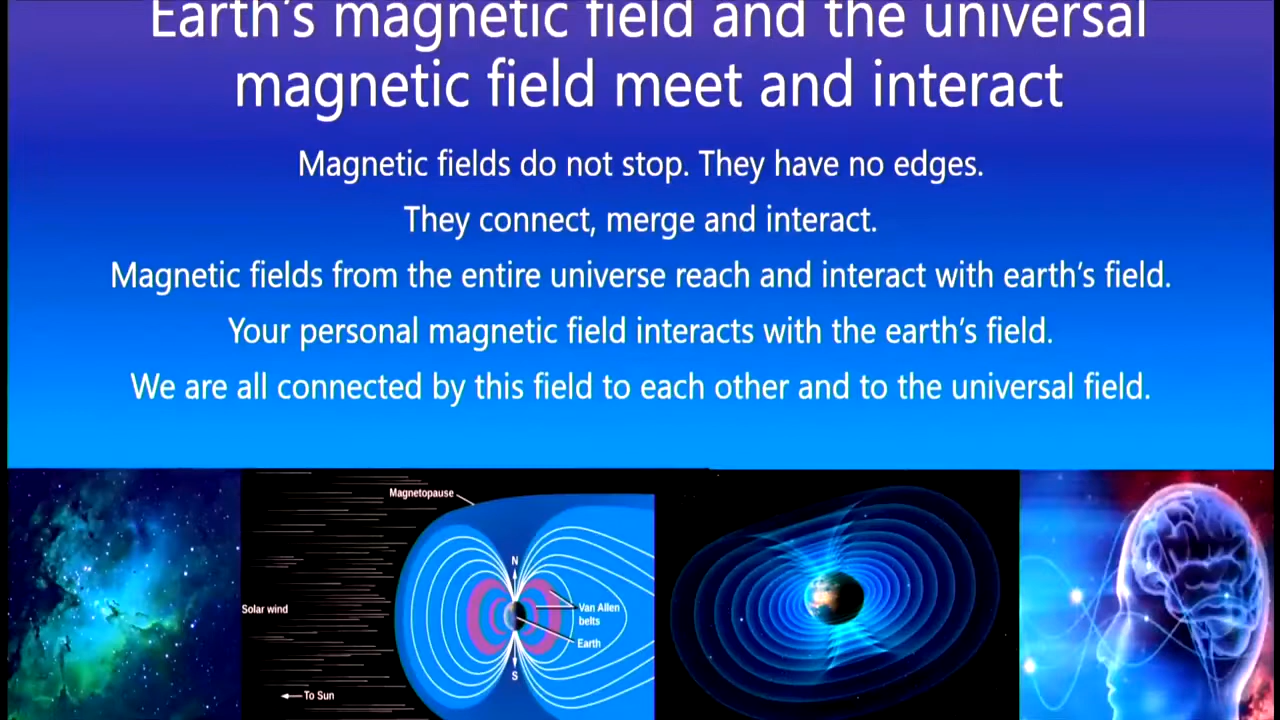 Earth's magnetic field and the universal
magnetic field meet and interact
Magnetic fields do not stop. They have no edges.
They connect, merge and interact.
Magnetic fields from the entire universe reach and interact with earth's field.
Your personal magnetic field interacts with the earth's field.
We are all connected by this field to each other and to the universal field.
Magnetopause
N
Solar wind
Van Allen
belts
Earth
S
To Sun